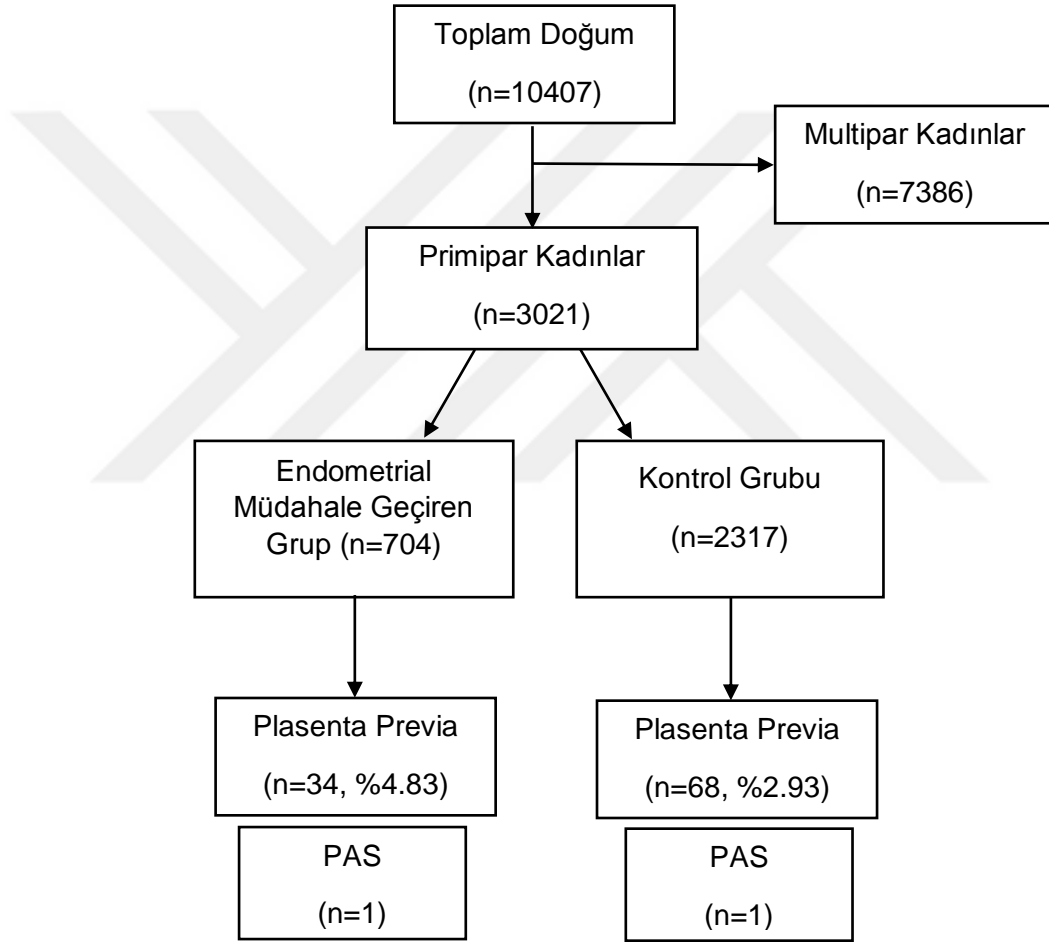 Toplam Doğum
(n=10407)
Multipar Kadınlar
(n=7386)
Primipar Kadınlar
(n=3021)
Endometrial
Müdahale Geçiren
Grup (n=704)
Kontrol Grubu
(n=2317)
Plasenta Previa
(n=34, %4.83)
Plasenta Previa
(n=68, %2.93)
PAS
(n=1)
PAS
(n=1)